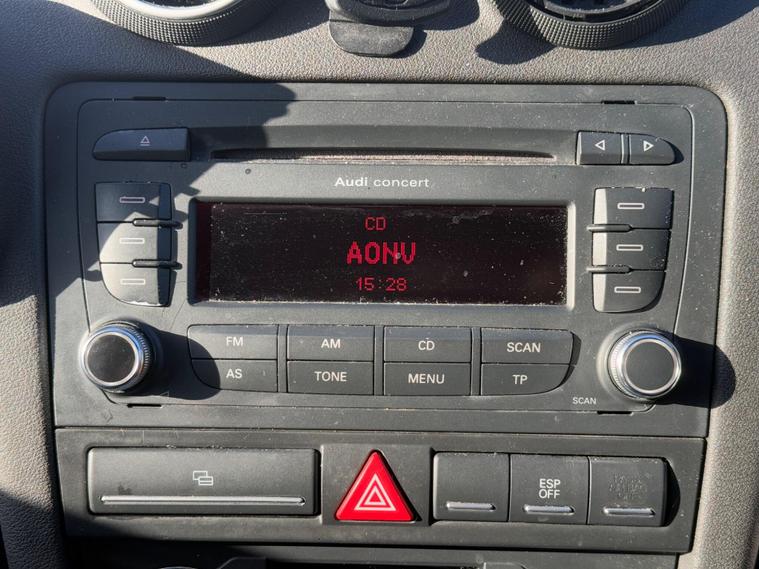 Audi concert
CD
AONV
15:28
FM AM CD SCAN
AS TONE MENU TP
SCAN
ESP
OFF